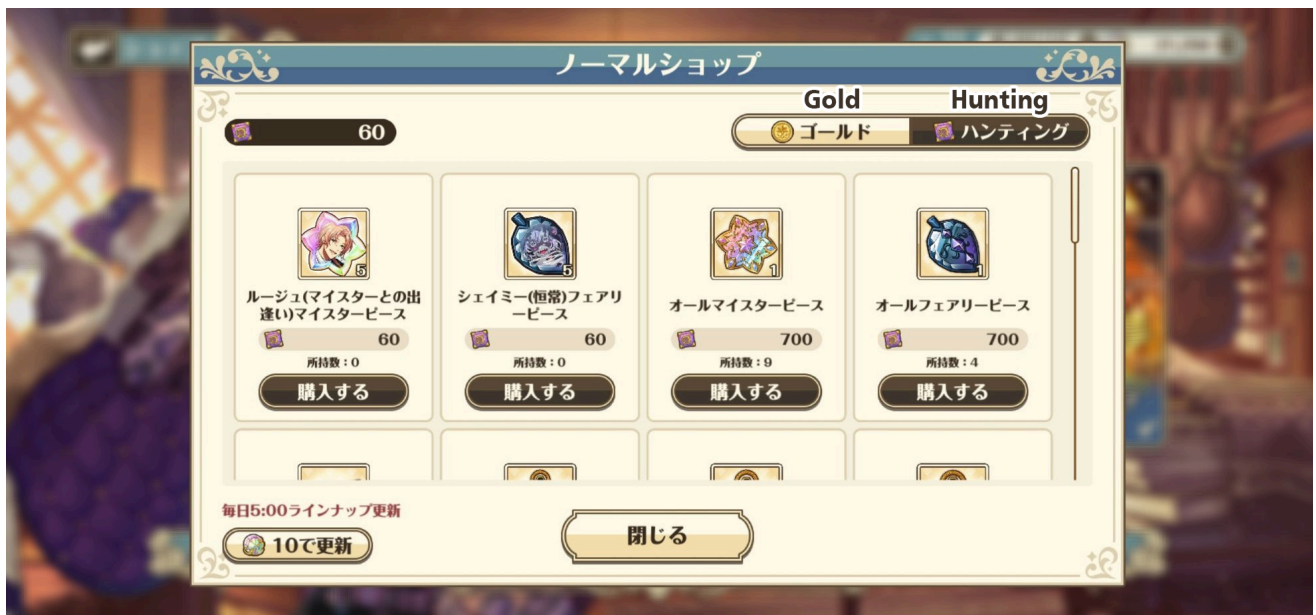 ノーマルショップ
Gold
Hunting
60
ゴールド
ハンティング
5
5
1
1
ルージュ(マイスターとの出
逢い)マイスターピース
シェイミー(恒常)フェアリ
ーピース
オールマイスターピース
オールフェアリーピース
60
60
700
700
所持数:0
所持数:0
所持数:9
所持数:4
購入する
購入する
購入する
購入する
毎日5:00ラインナップ更新
10で更新
閉じる